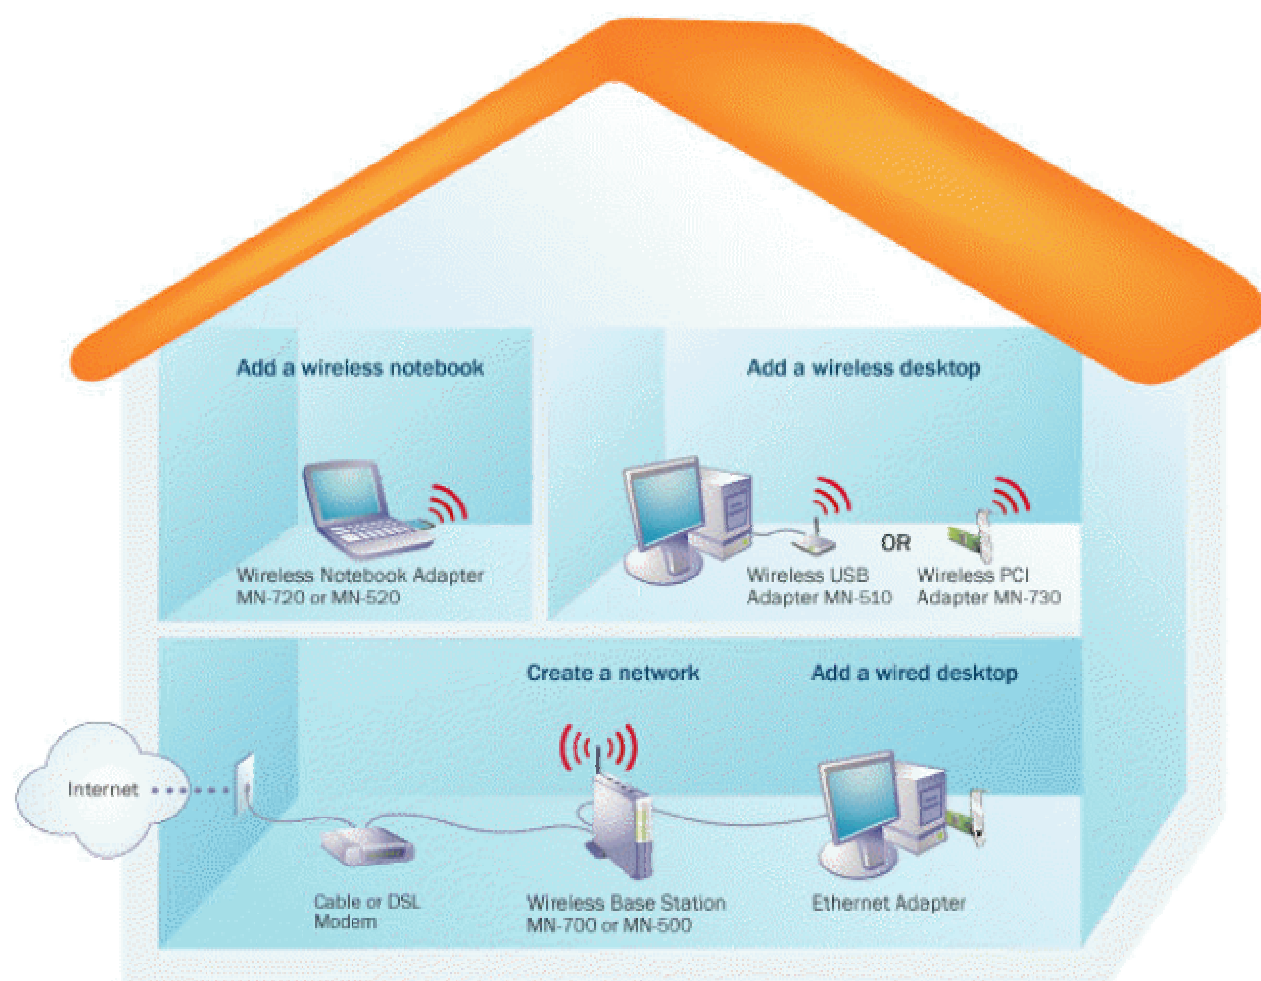 Add a wireless notebook
Add a wireless desktop
Wireless Notebook Adapter
MN-720 or MN-520
OR
Wireless USB
Adapter MN-510
Wireless PCI
Adapter MN-730
Create a network
Add a wired desktop
Internet
Cable or DSL
Modem
Wireless Base Station
MN-700 or MN-500
Ethernet Adapter